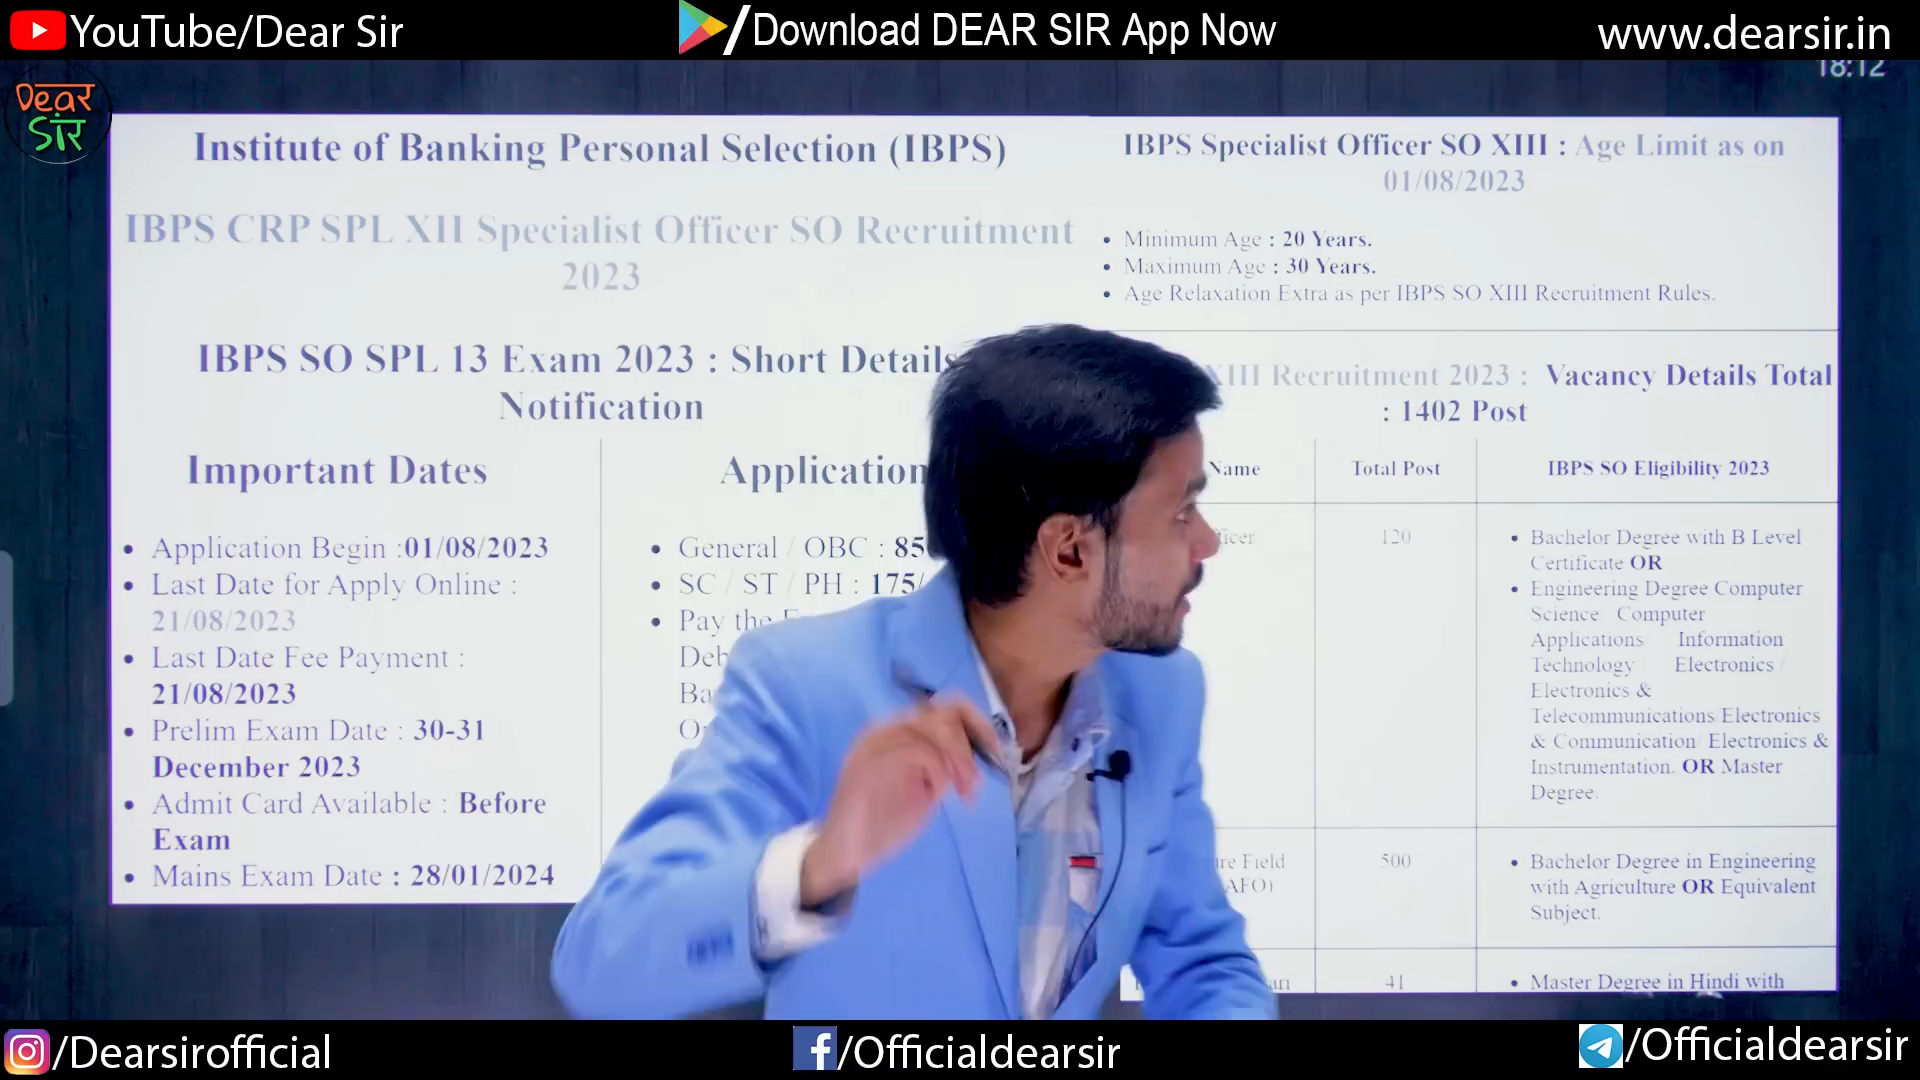 YouTube/Dear Sir
/Download DEAR SIR App Now
www.dearsir.in
18:12
Dear
सर
Institute of Banking Personal Selection (IBPS)
IBPS CRP SPL XII Specialist Officer SO Recruitment
2023
IBPS SO SPL 13 Exam 2023 : Short Details
Notification
Important Dates
Application Begin :01/08/2023
Last Date for Apply Online :
21/08/2023
Last Date Fee Payment :
21/08/2023
Prelim Exam Date : 30-31
December 2023
Admit Card Available : Before
Exam
Mains Exam Date : 28/01/2024
Application
General / OBC : 85
SC / ST / PH : 175/
Pay the
IBPS Specialist Officer SO XIII : Age Limit as on
01/08/2023
Minimum Age : 20 Years.
Maximum Age : 30 Years.
Age Relaxation Extra as per IBPS SO XIII Recruitment Rules.
XIII Recruitment 2023 : Vacancy Details Total
: 1402 Post
Name Total Post IBPS SO Eligibility 2023
120
Bachelor Degree with B Level
Certificate OR
Engineering Degree Computer
Science Computer
Applications Information
Technology / Electronics /
Electronics &
Telecommunications/Electronics
& Communication/ Electronics &
Instrumentation. OR Master
Degree.
Field
AFO)
500
Bachelor Degree in Engineering
with Agriculture OR Equivalent
Subject.
41
Master Degree in Hindi with
/Dearsirofficial
/Officialdearsir
/Officialdearsir